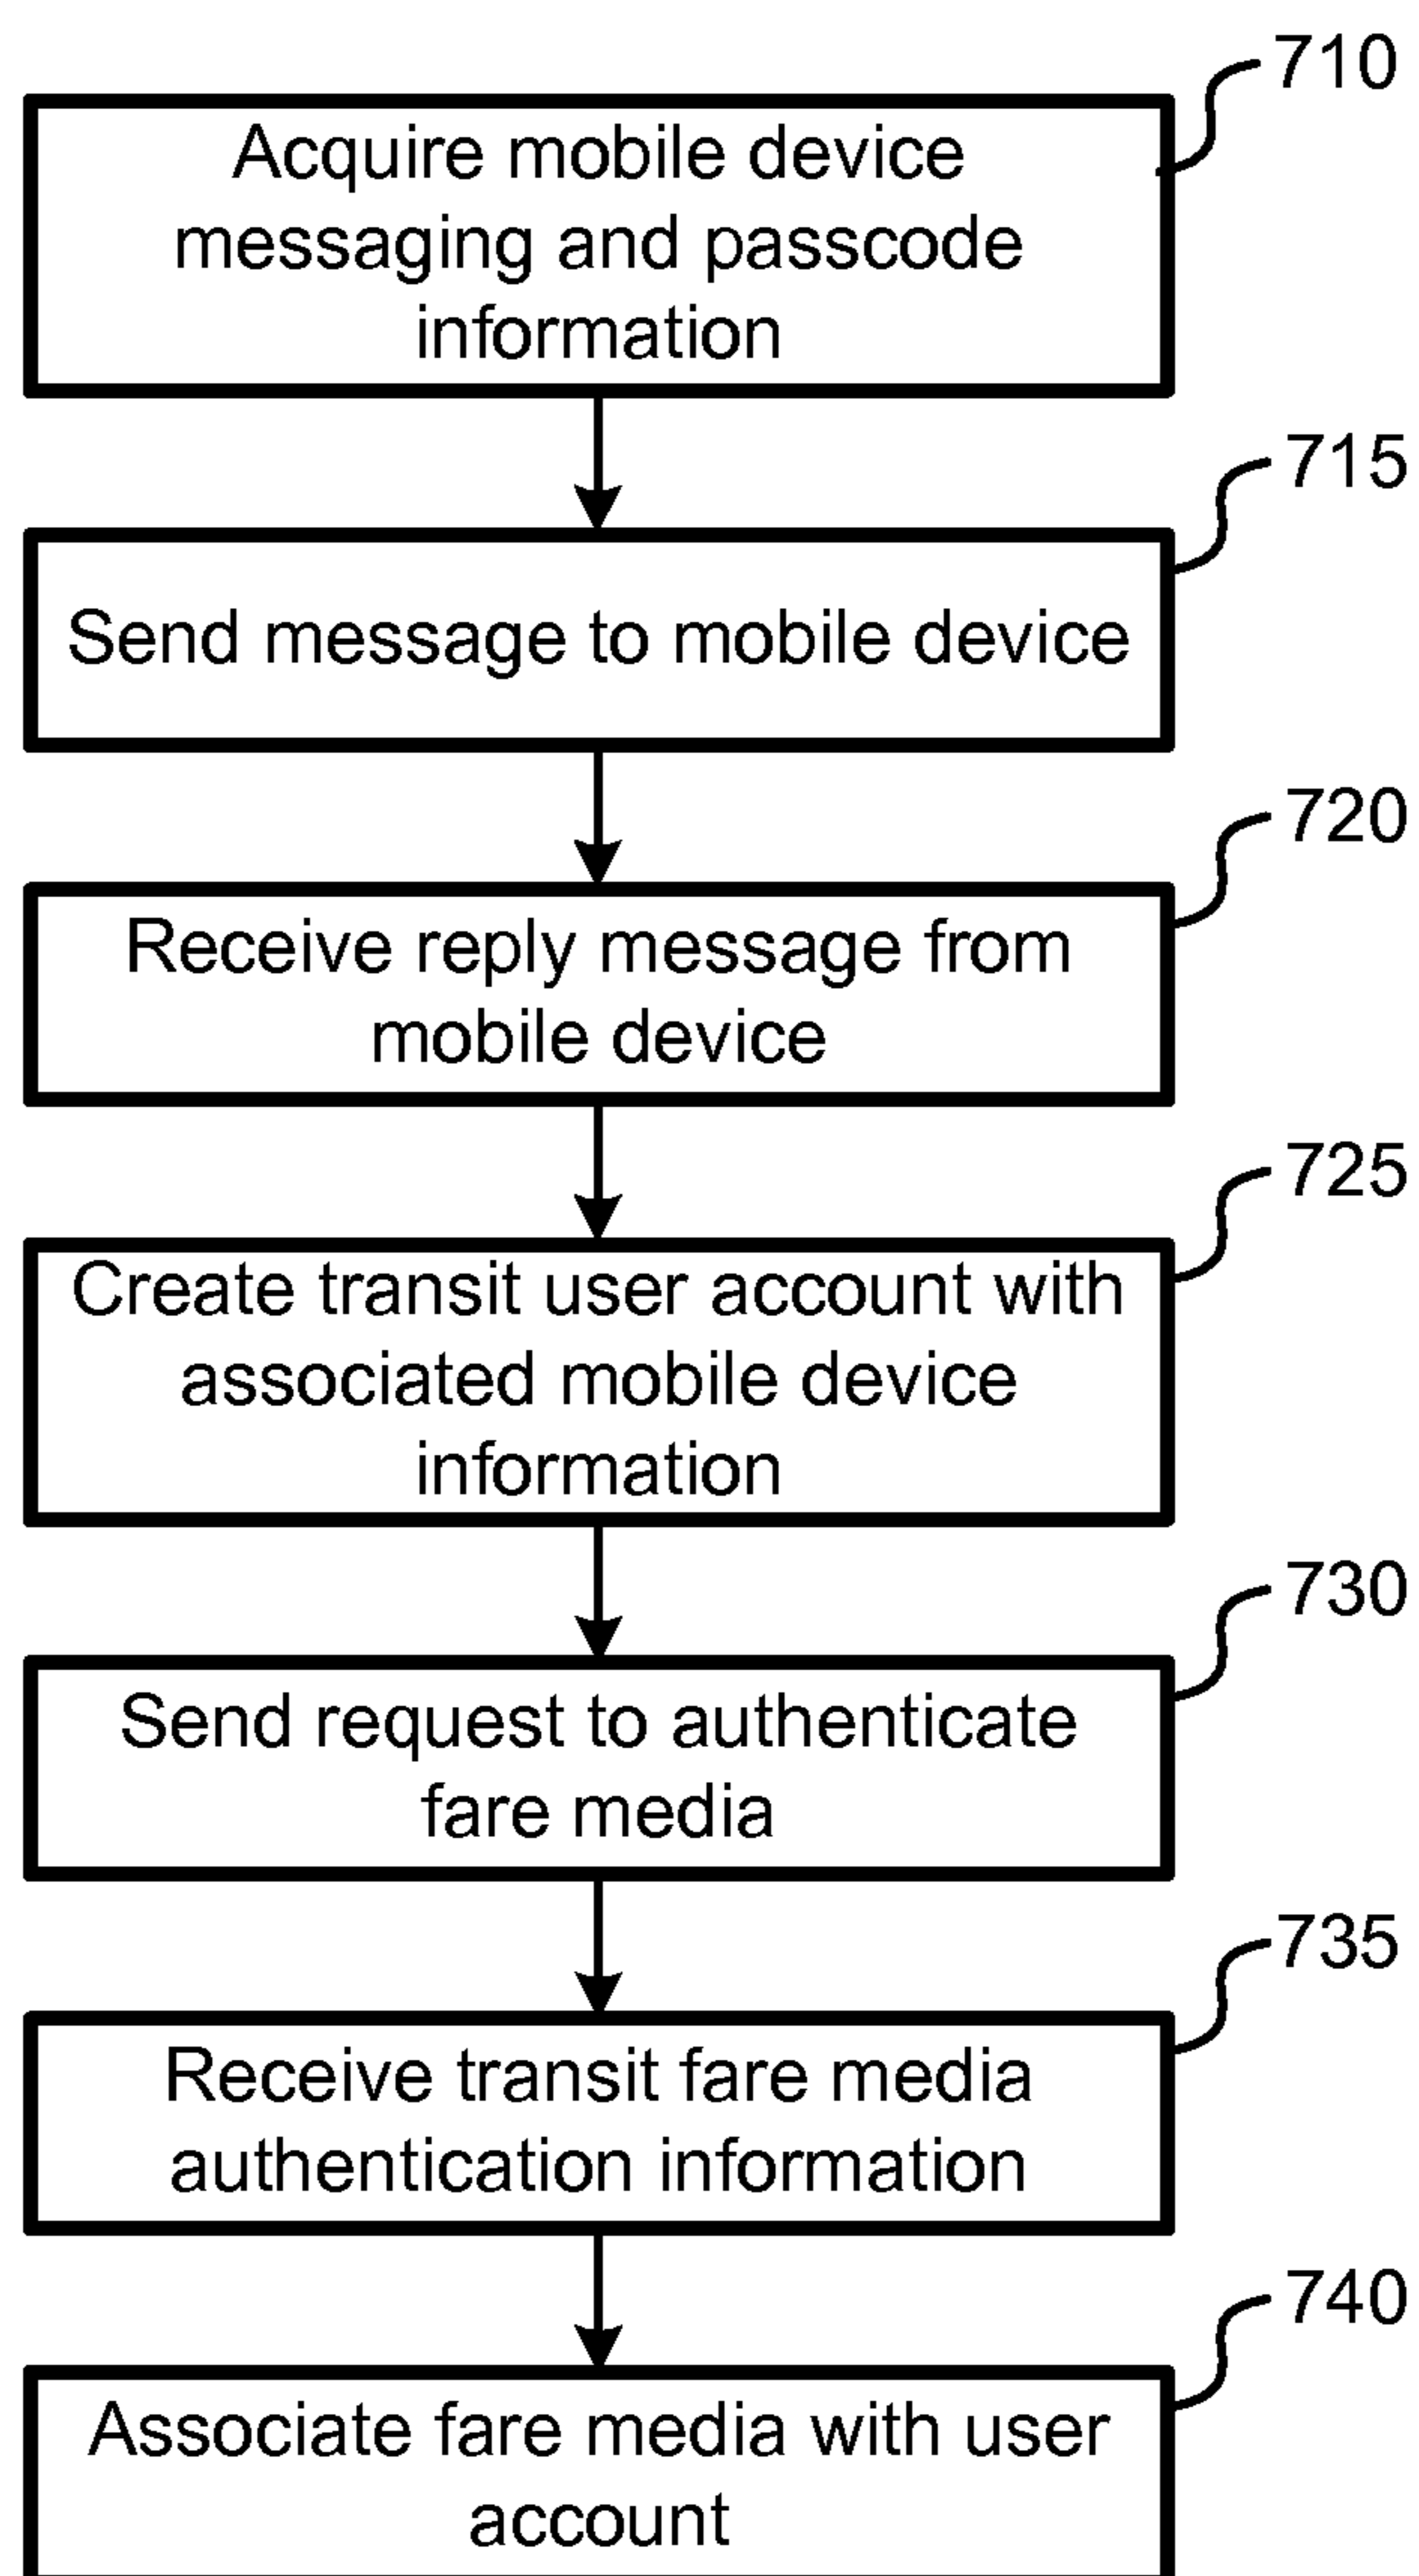 710
Acquire mobile device
messaging and passcode
information
715
Send message to mobile device
720
Receive reply message from
mobile device
725
Create transit user account with
associated mobile device
information
730
Send request to authenticate
fare media
735
Receive transit fare media
authentication information
740
Associate fare media with user
account